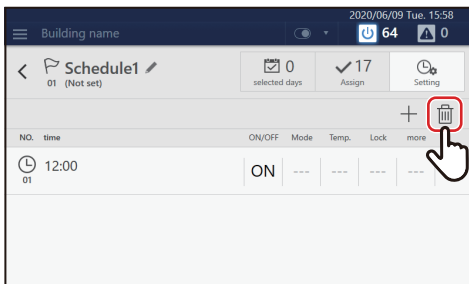 2020/06/09 Tue. 15:58
Building name 64 0
Schedule1 0 17
01 (Not set) selected days Assign Setting
NO. time ON/OFF Mode Temp. Lock more
12:00 ON --- --- --- ---
01